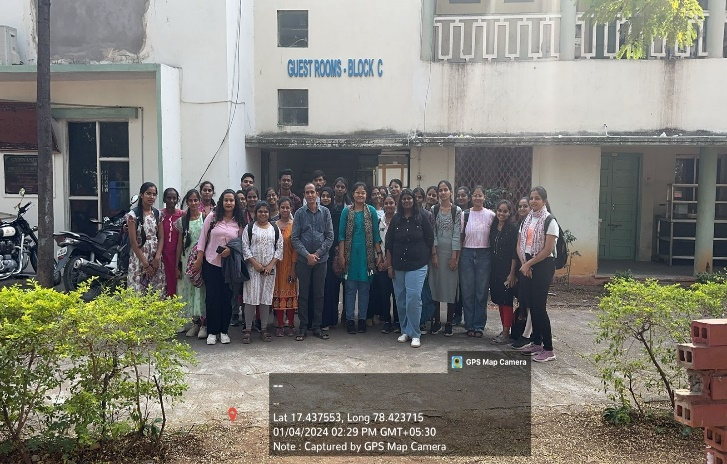 GUEST ROOMS - BLOCK C
GPS Map Camera
--
--
Lat 17.437553, Long 78.423715
01/04/2024 02:29 PM GMT+05:30
Note : Captured by GPS Map Camera